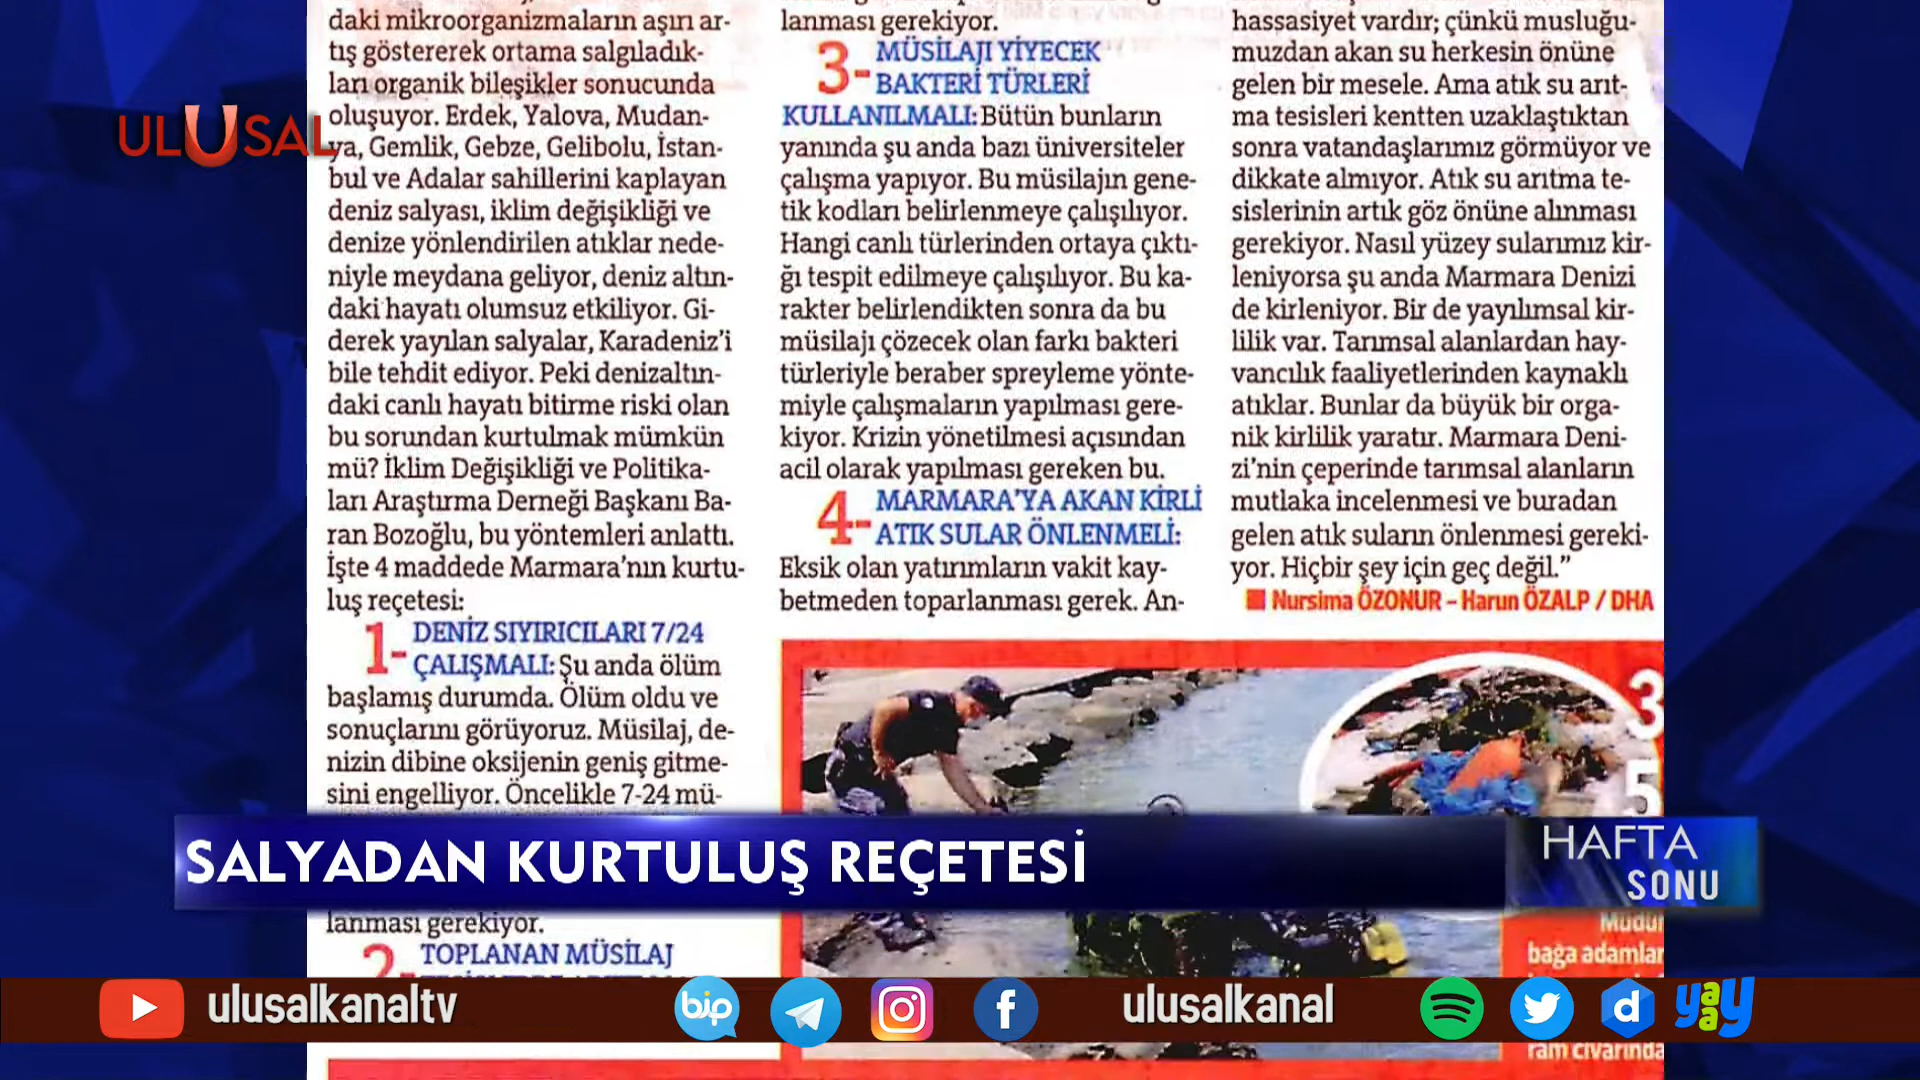 daki mikroorganizmaların aşırı ar-
tış göstererek ortama salgıladık-
ları organik bileşikler sonucunda
oluşuyor. Erdek, Yalova, Mudan-
ya, Gemlik, Gebze, Gelibolu, İstan-
bul ve Adalar sahillerini kaplayan
deniz salyası, iklim değişikliği ve
denize yönlendirilen atıklar nede-
niyle meydana geliyor, deniz altın-
daki hayatı olumsuz etkiliyor. Gi-
derek yayılan salyalar, Karadeniz'i
bile tehdit ediyor. Peki denizaltın-
daki canlı hayatı bitirme riski olan
bu sorundan kurtulmak mümkün
mü? İklim Değişikliği ve Politika-
ları Araştırma Derneği Başkanı Ba-
ran Bozoğlu, bu yöntemleri anlattı.
İşte 4 maddede Marmara'nın kurtu-
luş reçetesi:
1- DENİZ SIYIRICILARI 7/24
ÇALIŞMALI: Şu anda ölüm
başlamış durumda. Ölüm oldu ve
sonuçlarını görüyoruz. Müsilaj, de-
nizin dibine oksijenin geniş gitme-
sini engelliyor. Öncelikle 7-24 mü-
lanması gerekiyor.
2- TOPLANAN MÜSİLAJ
lanması gerekiyor.
3- MÜSİLAJI YİYECEK
BAKTERİ TÜRLERİ
KULLANILMALI: Bütün bunların
yanında şu anda bazı üniversiteler
çalışma yapıyor. Bu müsilajın gene-
tik kodları belirlenmeye çalışılıyor.
Hangi canlı türlerinden ortaya çıktı-
ğı tespit edilmeye çalışılıyor. Bu ka-
rakter belirlendikten sonra da bu
müsilajı çözecek olan farkı bakteri
türleriyle beraber spreyleme yönte-
miyle çalışmaların yapılması gere-
kiyor. Krizin yönetilmesi açısından
acil olarak yapılması gereken bu.
4- MARMARA'YA AKAN KİRLİ
ATIK SULAR ÖNLENMELİ:
Eksik olan yatırımların vakit kay-
betmeden toparlanması gerek. An-
hassasiyet vardır; çünkü musluğu-
muzdan akan su herkesin önüne
gelen bir mesele. Ama atık su arıt-
ma tesisleri kentten uzaklaştıktan
sonra vatandaşlarımız görmüyor ve
dikkate almıyor. Atık su arıtma te-
sislerinin artık göz önüne alınması
gerekiyor. Nasıl yüzey sularımız kir-
leniyorsa şu anda Marmara Denizi
de kirleniyor. Bir de yayılımsal kir-
lilik var. Tarımsal alanlardan hay-
vancılık faaliyetlerinden kaynaklı
atıklar. Bunlar da büyük bir orga-
nik kirlilik yaratır. Marmara Deni-
zi'nin çeperinde tarımsal alanların
mutlaka incelenmesi ve buradan
gelen atık suların önlenmesi gereki-
yor. Hiçbir şey için geç değil."
Nursima ÖZONUR - Harun ÖZALP / DHA
3
5
bağa adamlar
ram civarında
ULUSAL
SALYADAN KURTULUŞ REÇETESİ
HAFTA
SONU
ulusalkanaltv
bip
ulusalkanal
d
yaay